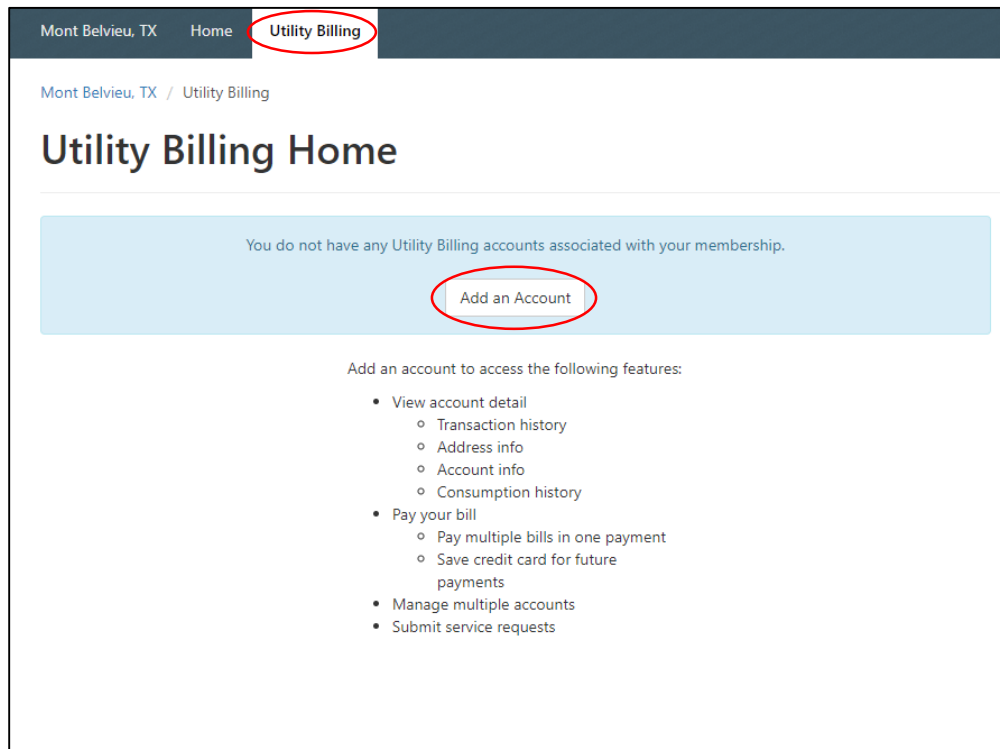 Mont Belvieu, TX Home Utility Billing
Mont Belvieu, TX / Utility Billing
Utility Billing Home
You do not have any Utility Billing accounts associated with your membership.
Add an Account
Add an account to access the following features:
• View account detail
◦ Transaction history
◦ Address info
◦ Account info
◦ Consumption history
• Pay your bill
◦ Pay multiple bills in one payment
◦ Save credit card for future
payments
• Manage multiple accounts
• Submit service requests